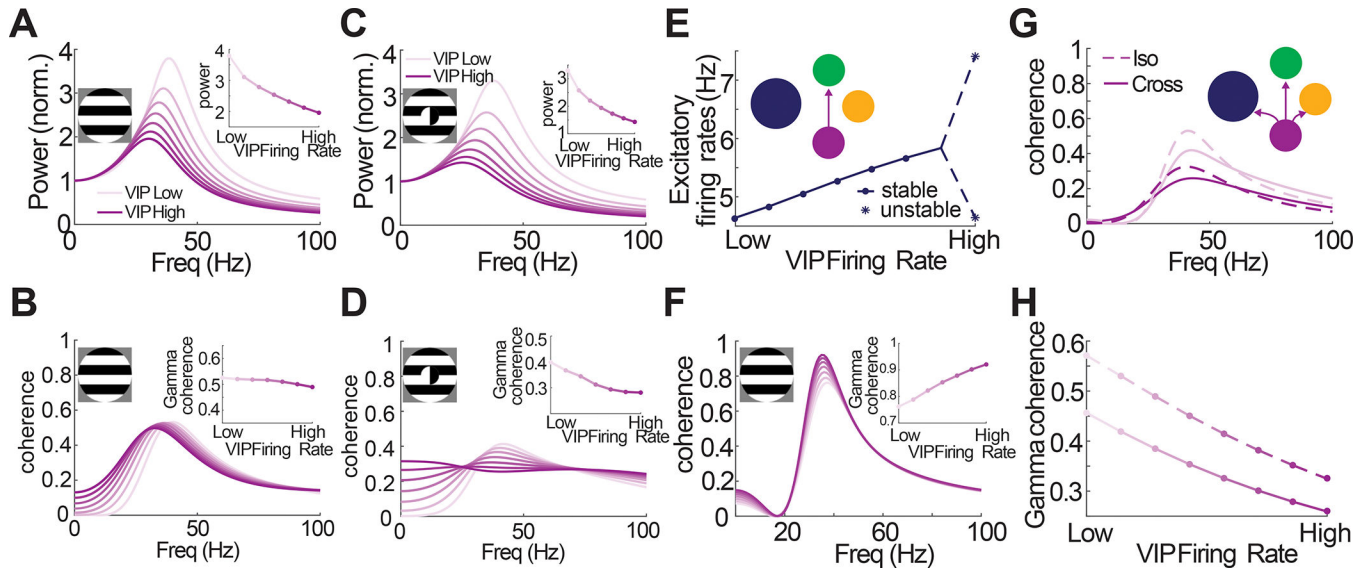 A
Power (norm.)
4
3
2
1
0
0
50
100
Freq (Hz)
VIP Low
VIP High
power
4
3
2
Low
High
VIPFiring Rate
C
Power (norm.)
4
3
2
1
0
0
50
100
Freq (Hz)
VIP Low
VIP High
power
3
2
1
Low
High
VIPFiring Rate
E
Excitatory
firing rates (Hz)
7
6
5
stable
unstable
Low
High
VIPFiring Rate
G
coherence
1
0.8
0.6
0.4
0.2
0
0
50
100
Freq (Hz)
Iso
Cross
B
coherence
1
0.8
0.6
0.4
0.2
0
0
50
100
Freq (Hz)
Gamma
coherence
0.6
0.5
0.4
Low
High
VIPFiring Rate
D
coherence
1
0.8
0.6
0.4
0.2
0
0
50
100
Freq (Hz)
Gamma
coherence
0.5
0.4
0.3
Low
High
VIPFiring Rate
F
coherence
1
0.8
0.6
0.4
0.2
0
20
60
100
Freq (Hz)
Gamma
coherence
1
0.9
0.8
0.7
Low
High
VIPFiring Rate
H
Gamma coherence
0.6
0.5
0.4
0.3
Low
High
VIPFiring Rate